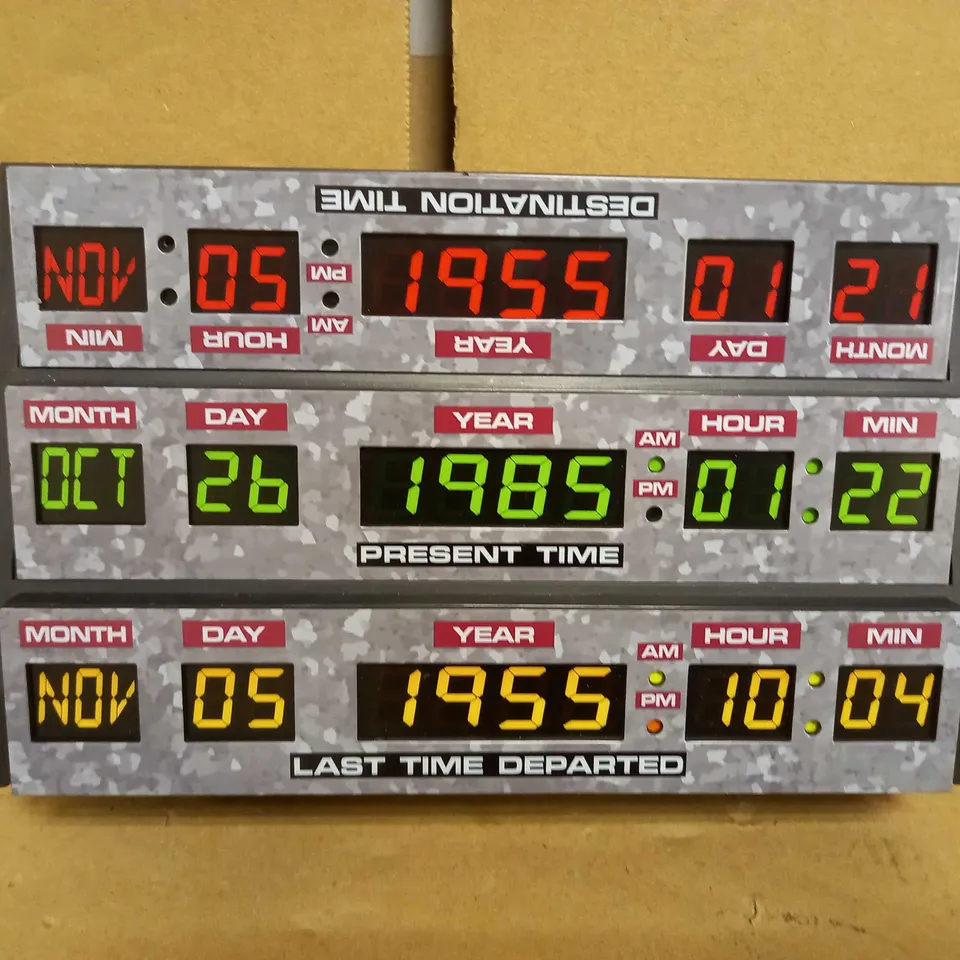 DESTINATION TIME
NOV 05 1955 01 21
PM
AM
MIN HOUR YEAR DAY MONTH
MONTH DAY YEAR AM HOUR MIN
OCT 26 1985 PM 01 22
PRESENT TIME
MONTH DAY YEAR AM HOUR MIN
NOV 05 1955 PM 10 04
LAST TIME DEPARTED